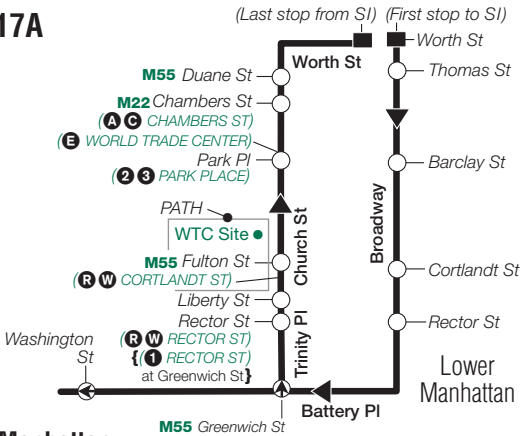 17A
(Last stop from SI)
(First stop to SI)
Worth St
Worth St
M55 Duane St
Thomas St
M22 Chambers St
(A C CHAMBERS ST)
(E WORLD TRADE CENTER)
Park Pl
Barclay St
(2 3 PARK PLACE)
PATH
WTC Site
Church St
Broadway
M55 Fulton St
Cortlandt St
(R W CORTLANDT ST)
Liberty St
Rector St
Rector St
Trinity Pl
Washington
St
(R W RECTOR ST)
{(1 RECTOR ST)
at Greenwich St}
Lower
Manhattan
Battery Pl
M55 Greenwich St